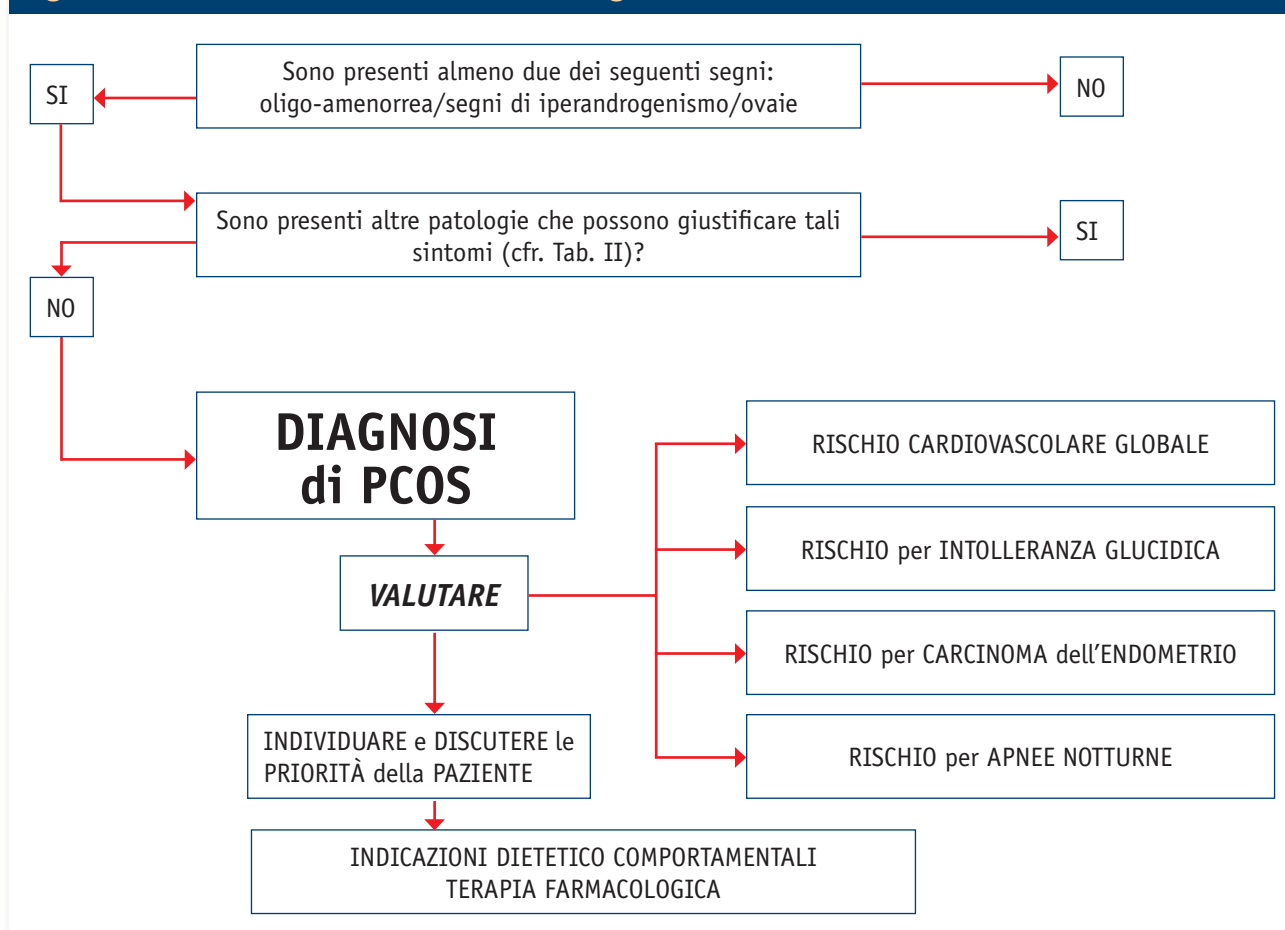 Sono presenti almeno due dei seguenti segni:
oligo-amenorrea/segni di iperandrogenismo/ovaie
SI
NO
Sono presenti altre patologie che possono giustificare tali
sintomi (cfr. Tab. II)?
SI
NO
DIAGNOSI
di PCOS
VALUTARE
RISCHIO CARDIOVASCOLARE GLOBALE
RISCHIO per INTOLLERANZA GLUCIDICA
RISCHIO per CARCINOMA dell’ENDOMETRIO
RISCHIO per APNEE NOTTURNE
INDIVIDUARE e DISCUTERE le
PRIORITÀ della PAZIENTE
INDICAZIONI DIETETICO COMPORTAMENTALI
TERAPIA FARMACOLOGICA